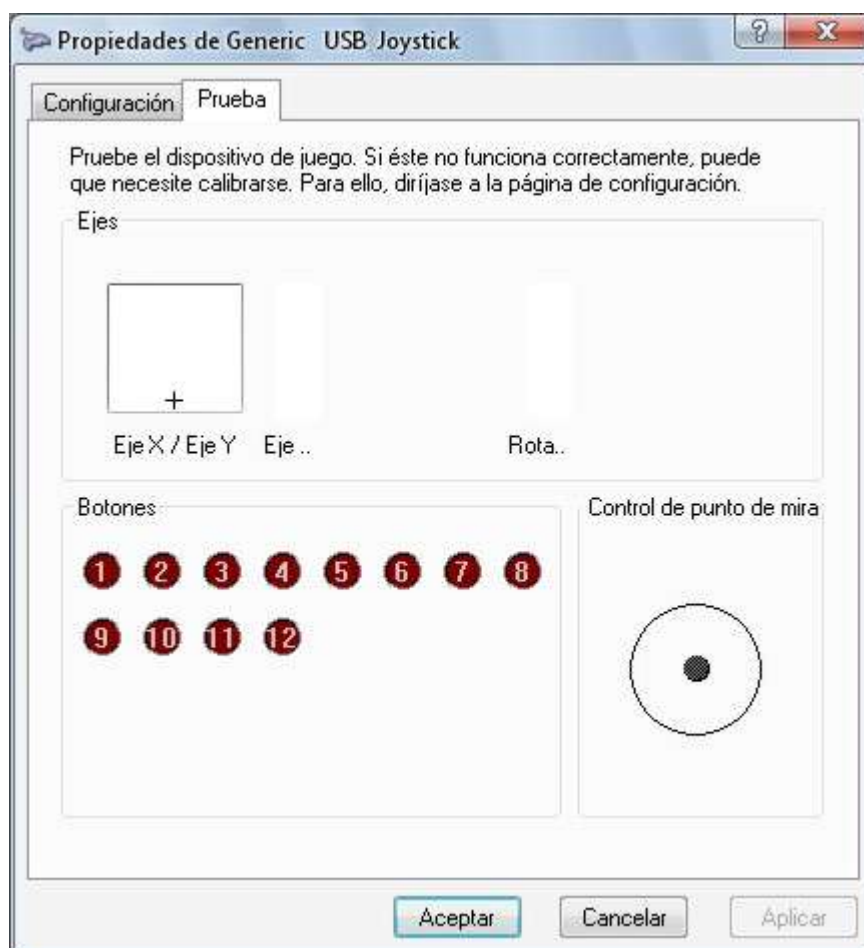 Propiedades de Generic USB Joystick
Configuración Prueba
Pruebe el dispositivo de juego. Si éste no funciona correctamente, puede
que necesite calibrarse. Para ello, diríjase a la página de configuración.
Ejes
Eje X / Eje Y Eje .. Rota..
Botones
1 2 3 4 5 6 7 8
9 10 11 12
Control de punto de mira
Aceptar Cancelar Aplicar